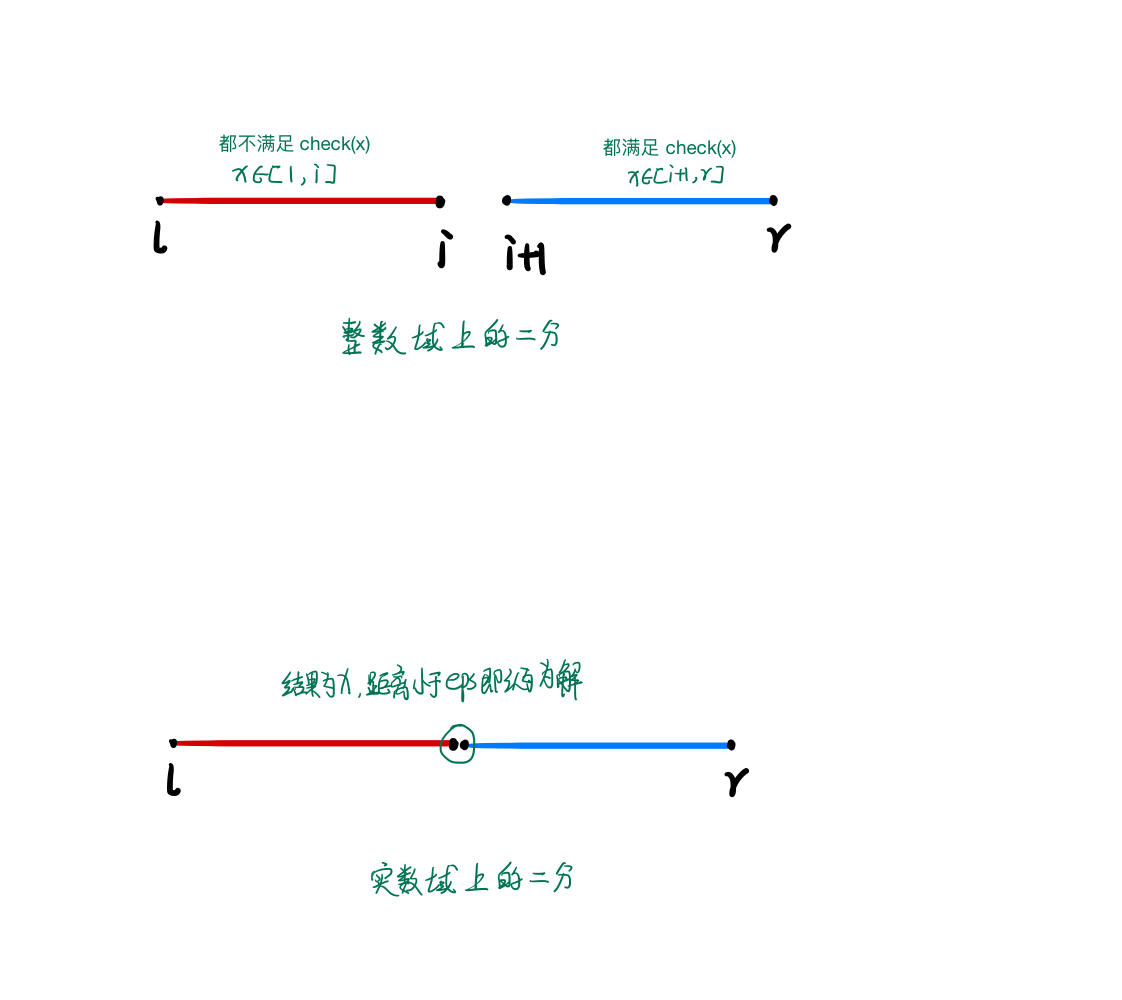 都不满足 check(x)
都满足 check(x)
x∈[l,i]
x∈[i+1,r]
l
i
i+1
r
整数域上的二分
结果为x,距离小于eps即认为为解
l
r
实数域上的二分